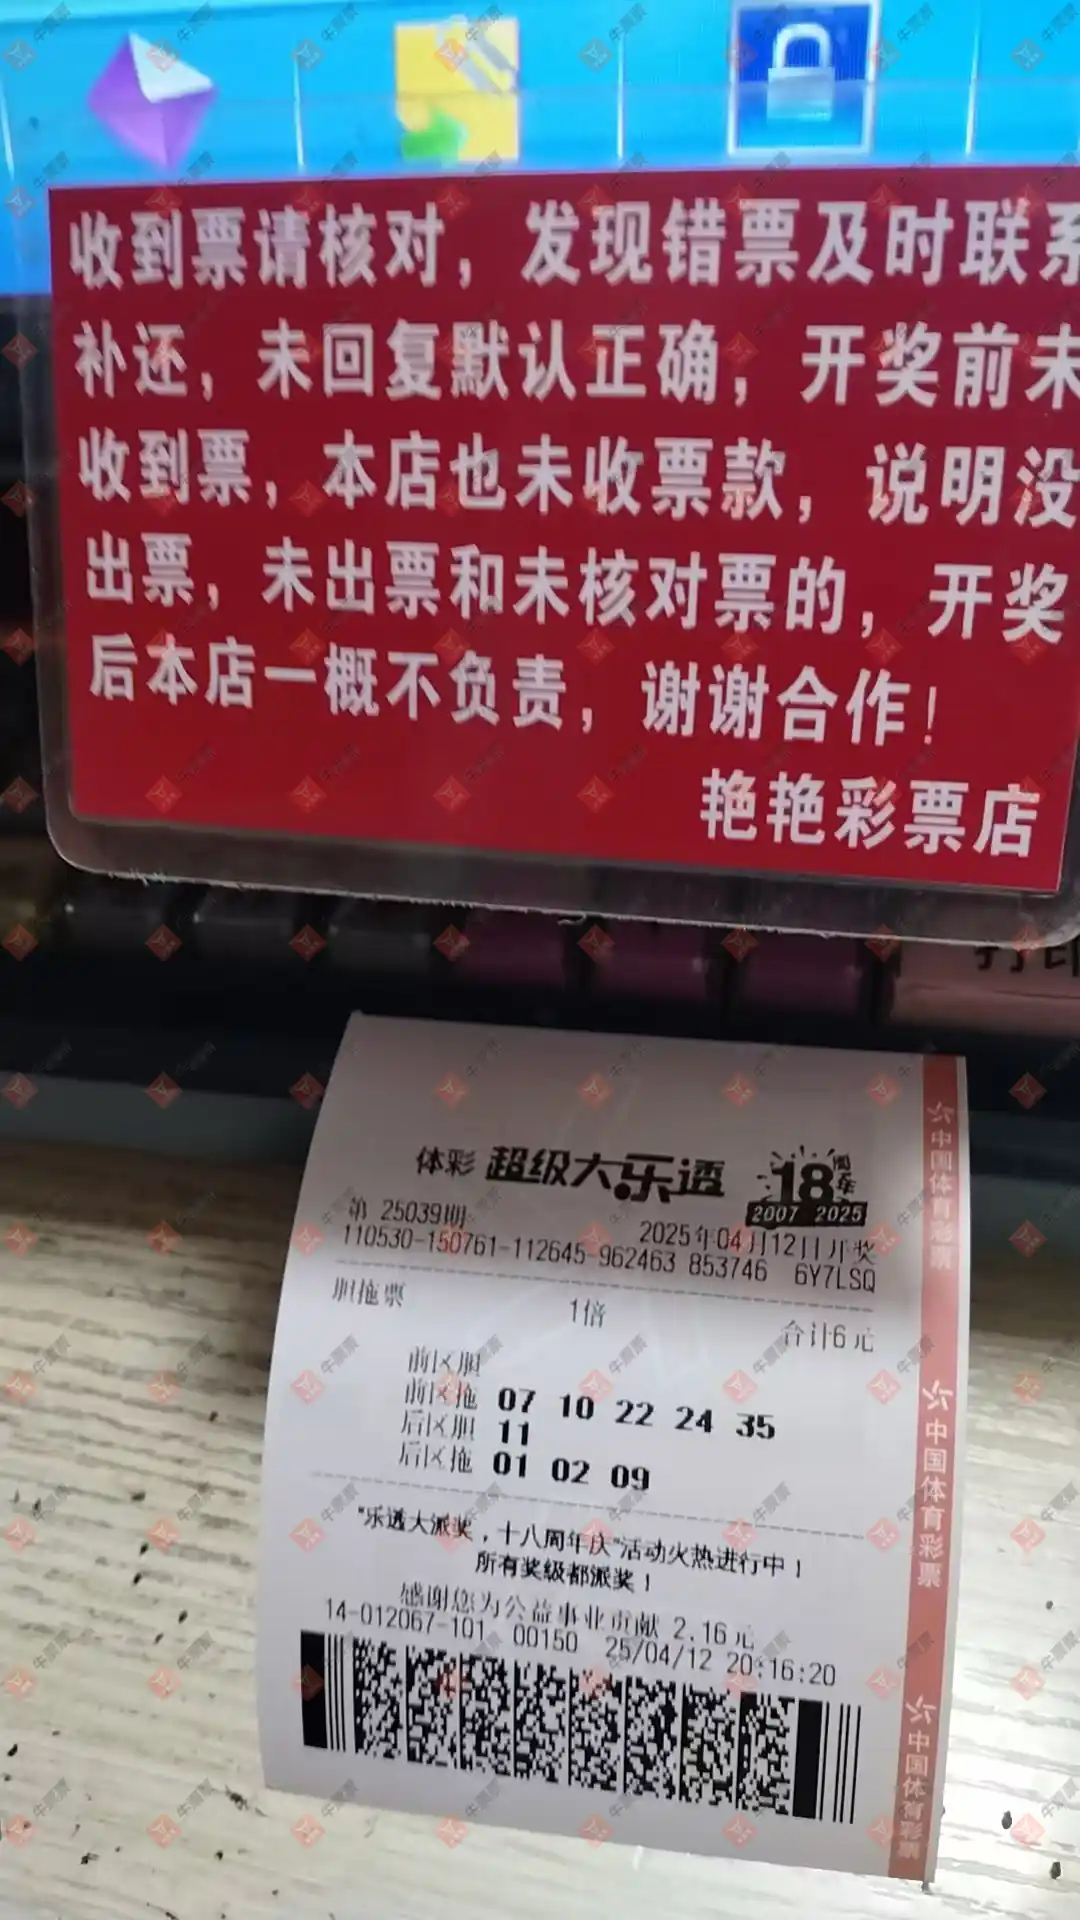 收到票请核对，发现错票及时联系
补还，未回复默认正确，开奖前未
收到票，本店也未收票款，说明没
出票，未出票和未核对票的，开奖
后本店一概不负责，谢谢合作！
艳艳彩票店
打印
体彩 超级大乐透 18周年
2007 2025
第 25039期 2025年04月12日开奖
110530-150761-112645-962463 853746 6Y7LSQ
胆拖票 1倍 合计6元
前区胆
前区拖 07 10 22 24 35
后区胆 11
后区拖 01 02 09
"乐透大派奖，十八周年庆"活动火热进行中！
所有奖级都派奖！
感谢您为公益事业贡献 2.16元
14-012067-101 00150 25/04/12 20:16:20
中国体育彩票
中国体育彩票
中国体育彩票
牛票票